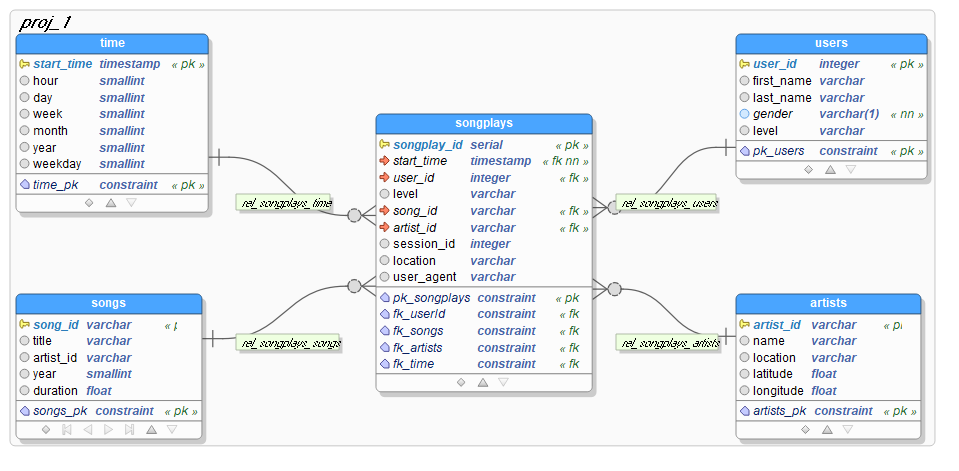 proj_1
time
start_time timestamp « pk »
hour smallint
day smallint
week smallint
month smallint
year smallint
weekday smallint
time_pk constraint « pk »
users
user_id integer « pk »
first_name varchar
last_name varchar
gender varchar(1) « nn »
level varchar
pk_users constraint « pk »
songplays
songplay_id serial « pk »
start_time timestamp « fk nn »
user_id integer « fk »
level varchar
song_id varchar « fk »
artist_id varchar « fk »
session_id integer
location varchar
user_agent varchar
pk_songplays constraint « pk
fk_userId constraint « fk
fk_songs constraint « fk
fk_artists constraint « fk
fk_time constraint « fk
rel_songplays_time
rel_songplays_users
rel_songplays_songs
rel_songplays_artists
songs
song_id varchar «
title varchar
artist_id varchar
year smallint
duration float
songs_pk constraint « pk »
artists
artist_id varchar « p
name varchar
location varchar
latitude float
longitude float
artists_pk constraint « pk »